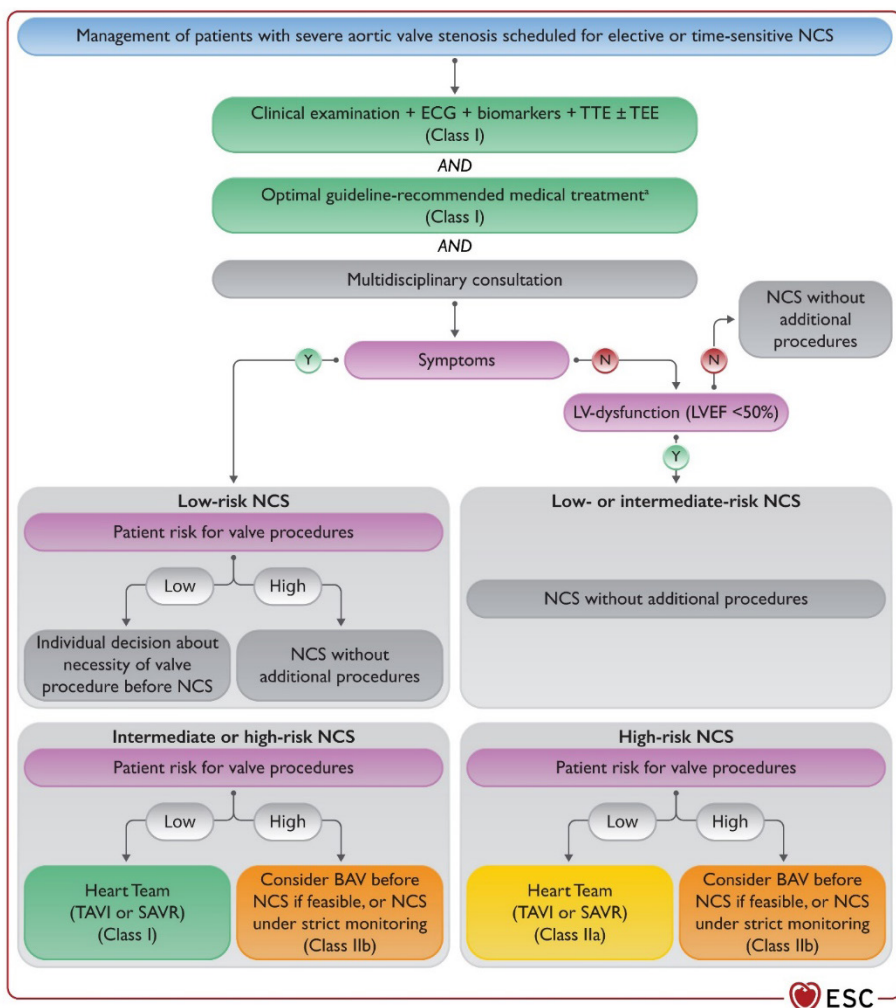 Management of patients with severe aortic valve stenosis scheduled for elective or time-sensitive NCS
Clinical examination + ECG + biomarkers + TTE ± TEE
(Class I)
AND
Optimal guideline-recommended medical treatmentᵃ
(Class I)
AND
Multidisciplinary consultation
NCS without
additional
procedures
Y
Symptoms
N
N
LV-dysfunction (LVEF <50%)
Y
Low-risk NCS
Patient risk for valve procedures
Low
High
Individual decision about
necessity of valve
procedure before NCS
NCS without
additional procedures
Low- or intermediate-risk NCS
NCS without additional procedures
Intermediate or high-risk NCS
Patient risk for valve procedures
Low
High
Heart Team
(TAVI or SAVR)
(Class I)
Consider BAV before
NCS if feasible, or NCS
under strict monitoring
(Class IIb)
High-risk NCS
Patient risk for valve procedures
Low
High
Heart Team
(TAVI or SAVR)
(Class IIa)
Consider BAV before
NCS if feasible, or NCS
under strict monitoring
(Class IIb)
ESC